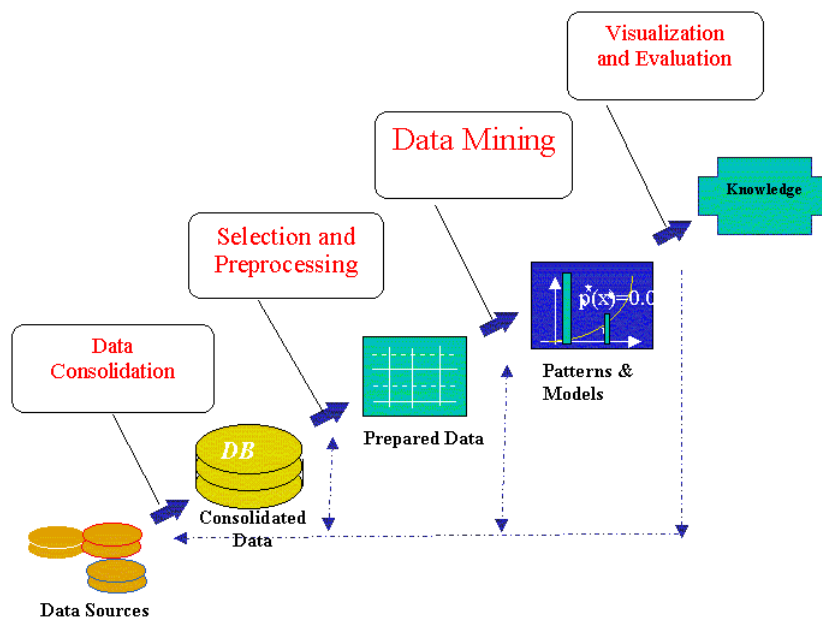 Visualization
and Evaluation
Data Mining
Knowledge
Selection and
Preprocessing
p*(x)=0.0
Data
Consolidation
Patterns &
Models
Prepared Data
DB
Consolidated
Data
Data Sources